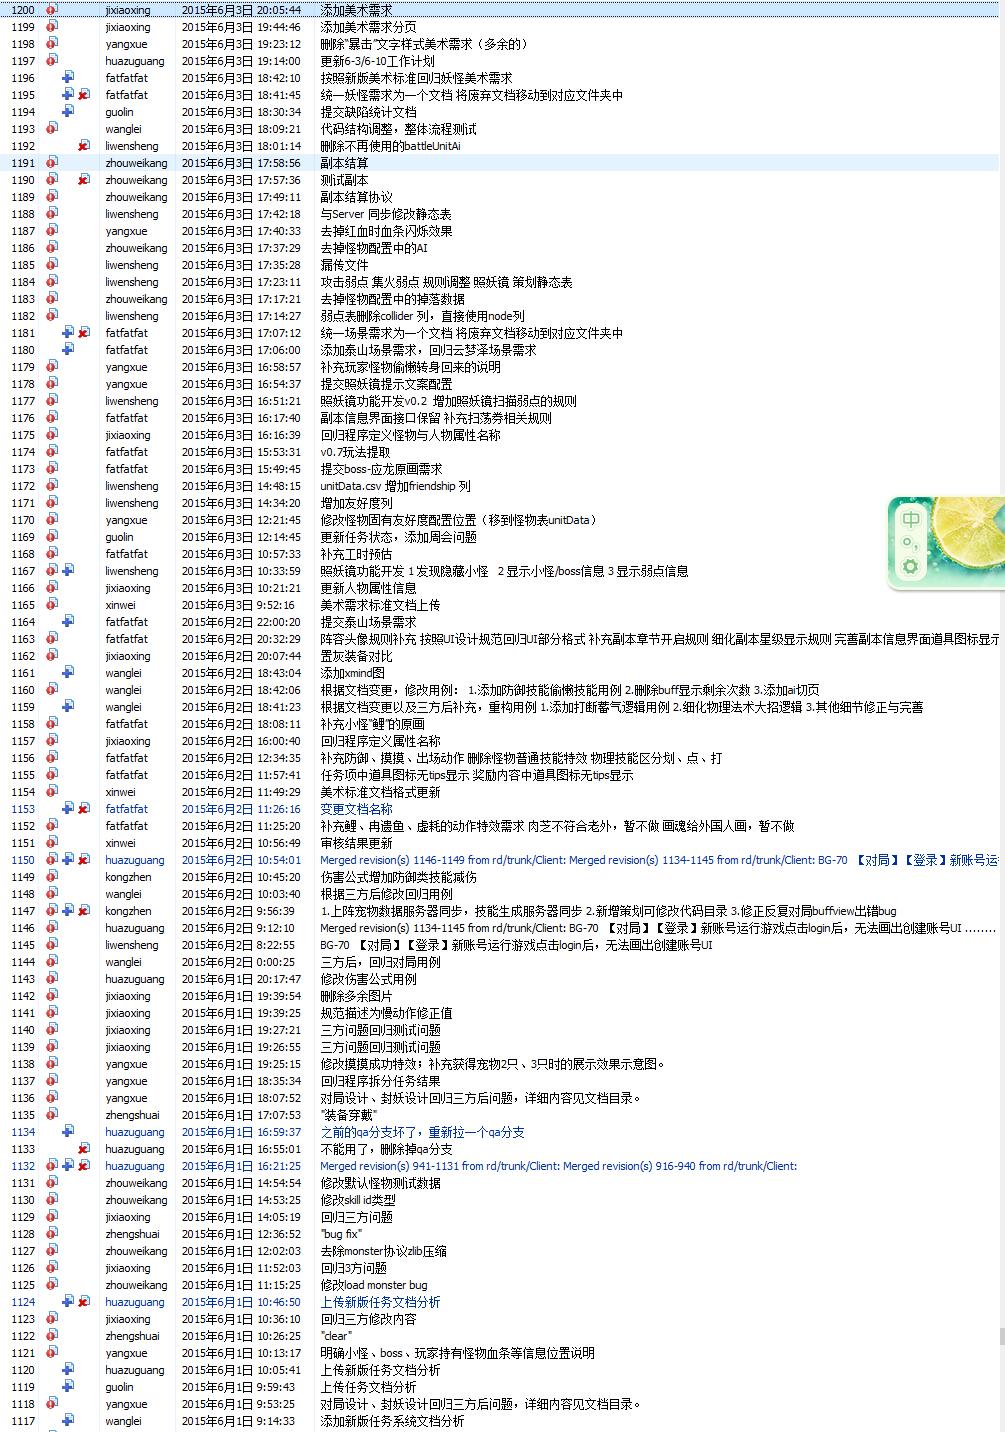 1200 jixiaoxing 2015年6月3日 20:05:44 添加美术需求
1199 jixiaoxing 2015年6月3日 19:44:46 添加美术需求分页
1198 yangxue 2015年6月3日 19:23:12 删除“暴击”文字样式美术需求（多余的）
1197 huazuguang 2015年6月3日 19:14:00 更新6-3/6-10工作计划
1196 fatfatfat 2015年6月3日 18:42:10 按照新版美术标准回归妖怪美术需求
1195 fatfatfat 2015年6月3日 18:41:45 统一妖怪需求为一个文档 将废弃文档移动到对应文件夹中
1194 guolin 2015年6月3日 18:30:34 提交缺陷统计文档
1193 wanglei 2015年6月3日 18:09:21 代码结构调整，整体流程测试
1192 liwensheng 2015年6月3日 18:01:14 删除不再使用的battleUnitAi
1191 zhouweikang 2015年6月3日 17:58:56 副本结算
1190 zhouweikang 2015年6月3日 17:57:36 测试副本
1189 zhouweikang 2015年6月3日 17:49:11 副本结算协议
1188 liwensheng 2015年6月3日 17:42:18 与Server 同步修改静态表
1187 yangxue 2015年6月3日 17:40:33 去掉红血时血条闪烁效果
1186 zhouweikang 2015年6月3日 17:37:29 去掉怪物配置中的AI
1185 liwensheng 2015年6月3日 17:35:28 漏传文件
1184 liwensheng 2015年6月3日 17:23:11 攻击弱点 集火弱点 规则调整 照妖镜 策划静态表
1183 zhouweikang 2015年6月3日 17:17:21 去掉怪物配置中的掉落数据
1182 liwensheng 2015年6月3日 17:14:27 弱点表删除collider 列，直接使用node列
1181 fatfatfat 2015年6月3日 17:07:12 统一场景需求为一个文档 将废弃文档移动到对应文件夹中
1180 fatfatfat 2015年6月3日 17:06:00 添加泰山场景需求，回归云梦泽场景需求
1179 yangxue 2015年6月3日 16:58:57 补充玩家怪物偷懒转身回来的说明
1178 yangxue 2015年6月3日 16:54:37 提交照妖镜提示文案配置
1177 liwensheng 2015年6月3日 16:51:21 照妖镜功能开发v0.2 增加照妖镜扫描弱点的规则
1176 fatfatfat 2015年6月3日 16:17:40 副本信息界面接口保留 补充扫荡券相关规则
1175 jixiaoxing 2015年6月3日 16:16:39 回归程序定义怪物与人物属性名称
1174 fatfatfat 2015年6月3日 15:53:31 v0.7玩法提取
1173 fatfatfat 2015年6月3日 15:49:45 提交boss-应龙原画需求
1172 liwensheng 2015年6月3日 14:48:15 unitData.csv 增加friendship 列
1171 liwensheng 2015年6月3日 14:34:20 增加友好度列
1170 yangxue 2015年6月3日 12:21:45 修改怪物固有友好度配置位置（移到怪物表unitData）
1169 guolin 2015年6月3日 12:14:45 更新任务状态，添加周会问题
1168 fatfatfat 2015年6月3日 10:57:33 补充工时预估
1167 liwensheng 2015年6月3日 10:33:59 照妖镜功能开发 1 发现隐藏小怪 2 显示小怪/boss信息 3 显示弱点信息
1166 jixiaoxing 2015年6月3日 10:21:21 更新人物属性信息
1165 xinwei 2015年6月3日 9:52:16 美术需求标准文档上传
1164 fatfatfat 2015年6月2日 22:00:20 提交泰山场景需求
1163 fatfatfat 2015年6月2日 20:32:29 阵容头像规则补充 按照UI设计规范回归UI部分格式 补充副本章节开启规则 细化副本星级显示规则 完善副本信息界面道具图标显示
1162 jixiaoxing 2015年6月2日 20:07:44 置灰装备对比
1161 wanglei 2015年6月2日 18:43:04 添加xmind图
1160 wanglei 2015年6月2日 18:42:06 根据文档变更，修改用例： 1.添加防御技能偷懒技能用例 2.删除buff显示剩余次数 3.添加ai切页
1159 wanglei 2015年6月2日 18:41:23 根据文档变更以及三方后补充，重构用例 1.添加打断蓄气逻辑用例 2.细化物理法术大招逻辑 3.其他细节修正与完善
1158 fatfatfat 2015年6月2日 18:08:11 补充小怪"鲤"的原画
1157 jixiaoxing 2015年6月2日 16:00:40 回归程序定义属性名称
1156 fatfatfat 2015年6月2日 12:34:35 补充防御、摸摸、出场动作 删除怪物普通技能特效 物理技能区分划、点、打
1155 fatfatfat 2015年6月2日 11:57:41 任务项中道具图标无tips显示 奖励内容中道具图标无tips显示
1154 xinwei 2015年6月2日 11:49:29 美术标准文档格式更新
1153 fatfatfat 2015年6月2日 11:26:16 变更文档名称
1152 fatfatfat 2015年6月2日 11:25:20 补充鲤、冉遗鱼、虚耗的动作特效需求 肉芝不符合老外，暂不做 画魂给外国人画，暂不做
1151 xinwei 2015年6月2日 10:56:49 审核结果更新
1150 huazuguang 2015年6月2日 10:54:01 Merged revision(s) 1146-1149 from rd/trunk/Client: Merged revision(s) 1134-1145 from rd/trunk/Client: BG-70 【对局】【登录】新账号运
1149 kongzhen 2015年6月2日 10:45:20 伤害公式增加防御类技能减伤
1148 wanglei 2015年6月2日 10:03:40 根据三方后修改回归用例
1147 kongzhen 2015年6月2日 9:56:39 1.上阵宠物数据服务器同步，技能生成服务器同步 2.新增策划可修改代码目录 3.修正反复对局buffview出错bug
1146 huazuguang 2015年6月2日 9:12:10 Merged revision(s) 1134-1145 from rd/trunk/Client: BG-70 【对局】【登录】新账号运行游戏点击login后，无法画出创建账号UI ........
1145 liwensheng 2015年6月2日 8:22:55 BG-70 【对局】【登录】新账号运行游戏点击login后，无法画出创建账号UI
1144 wanglei 2015年6月2日 0:00:25 三方后，回归对局用例
1143 huazuguang 2015年6月1日 20:17:47 修改伤害公式用例
1142 jixiaoxing 2015年6月1日 19:39:54 删除多余图片
1141 jixiaoxing 2015年6月1日 19:39:25 规范描述为慢动作修正值
1140 jixiaoxing 2015年6月1日 19:27:21 三方问题回归测试问题
1139 jixiaoxing 2015年6月1日 19:26:55 三方问题回归测试问题
1138 yangxue 2015年6月1日 19:25:15 修改摸摸成功特效；补充获得宠物2只、3只时的展示效果示意图。
1137 yangxue 2015年6月1日 18:35:34 回归程序拆分任务结果
1136 yangxue 2015年6月1日 18:07:52 对局设计、封妖设计回归三方后问题，详细内容见文档目录。
1135 zhengshuai 2015年6月1日 17:07:53 "装备穿戴"
1134 huazuguang 2015年6月1日 16:59:37 之前的qa分支坏了，重新拉一个qa分支
1133 huazuguang 2015年6月1日 16:55:01 不能用了，删除掉qa分支
1132 huazuguang 2015年6月1日 16:21:25 Merged revision(s) 941-1131 from rd/trunk/Client: Merged revision(s) 916-940 from rd/trunk/Client:
1131 zhouweikang 2015年6月1日 14:54:54 修改默认怪物测试数据
1130 zhouweikang 2015年6月1日 14:53:25 修改skill id类型
1129 jixiaoxing 2015年6月1日 14:05:19 回归三方问题
1128 zhengshuai 2015年6月1日 12:36:52 "bug fix"
1127 zhouweikang 2015年6月1日 12:02:03 去除monster协议zlib压缩
1126 jixiaoxing 2015年6月1日 11:52:03 回归3方问题
1125 zhouweikang 2015年6月1日 11:15:25 修改load monster bug
1124 huazuguang 2015年6月1日 10:46:50 上传新版任务文档分析
1123 jixiaoxing 2015年6月1日 10:36:10 回归三方修改内容
1122 zhengshuai 2015年6月1日 10:26:25 "clear"
1121 yangxue 2015年6月1日 10:13:17 明确小怪、boss、玩家持有怪物血条等信息位置说明
1120 huazuguang 2015年6月1日 10:05:41 上传新版任务文档分析
1119 guolin 2015年6月1日 9:59:43 上传任务文档分析
1118 yangxue 2015年6月1日 9:53:25 对局设计、封妖设计回归三方后问题，详细内容见文档目录。
1117 wanglei 2015年6月1日 9:14:33 添加新版任务系统文档分析
中